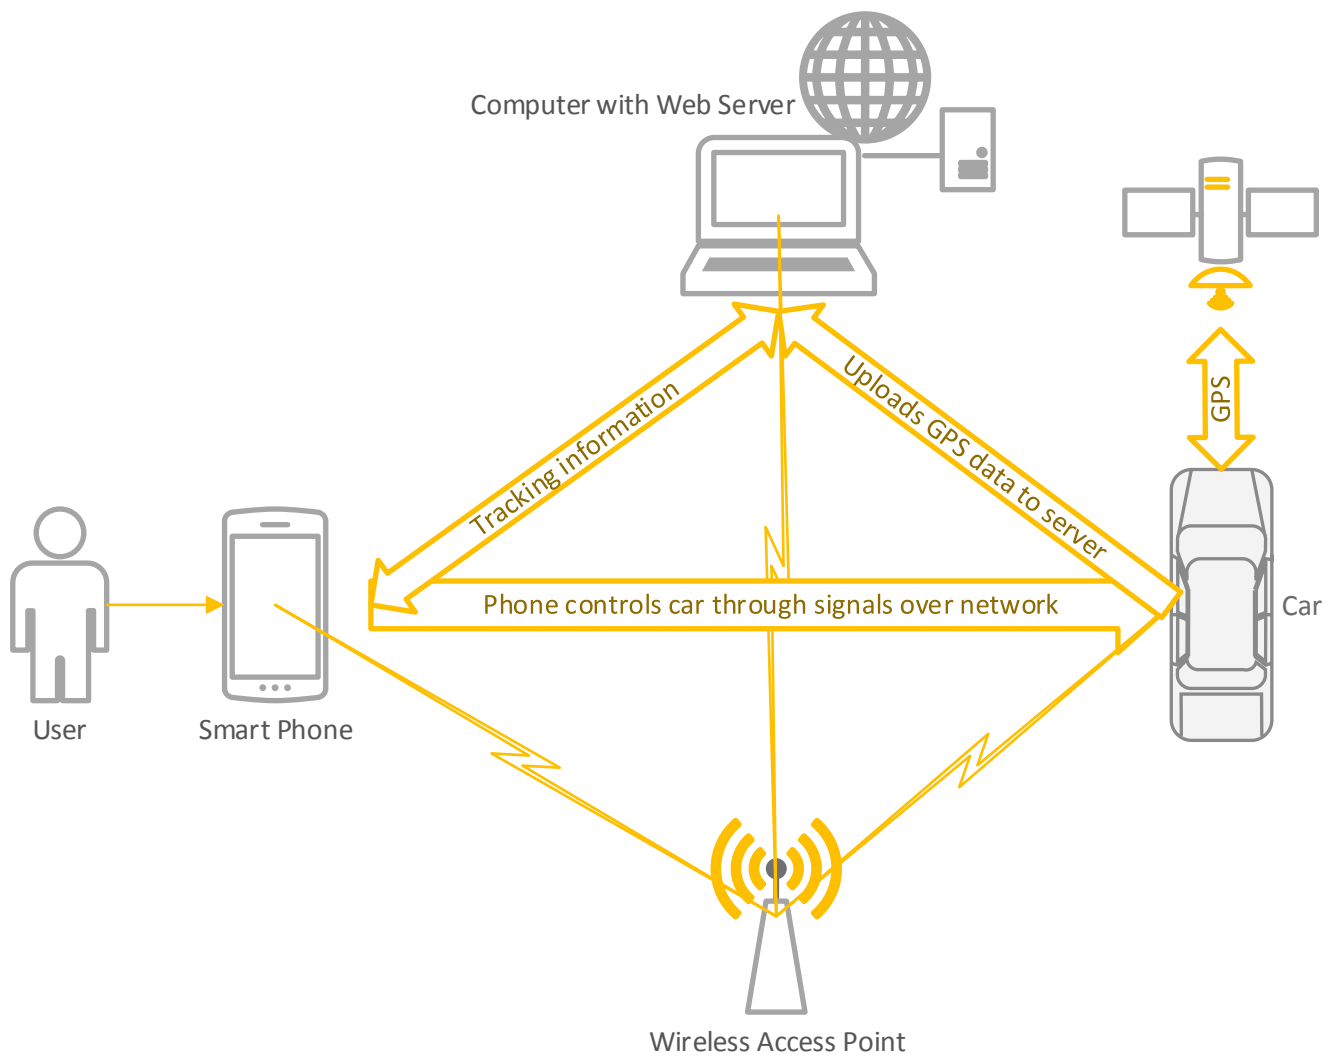 Computer with Web Server
GPS
Uploads GPS data to server
Tracking information
Phone controls car through signals over network
Car
User
Smart Phone
Wireless Access Point